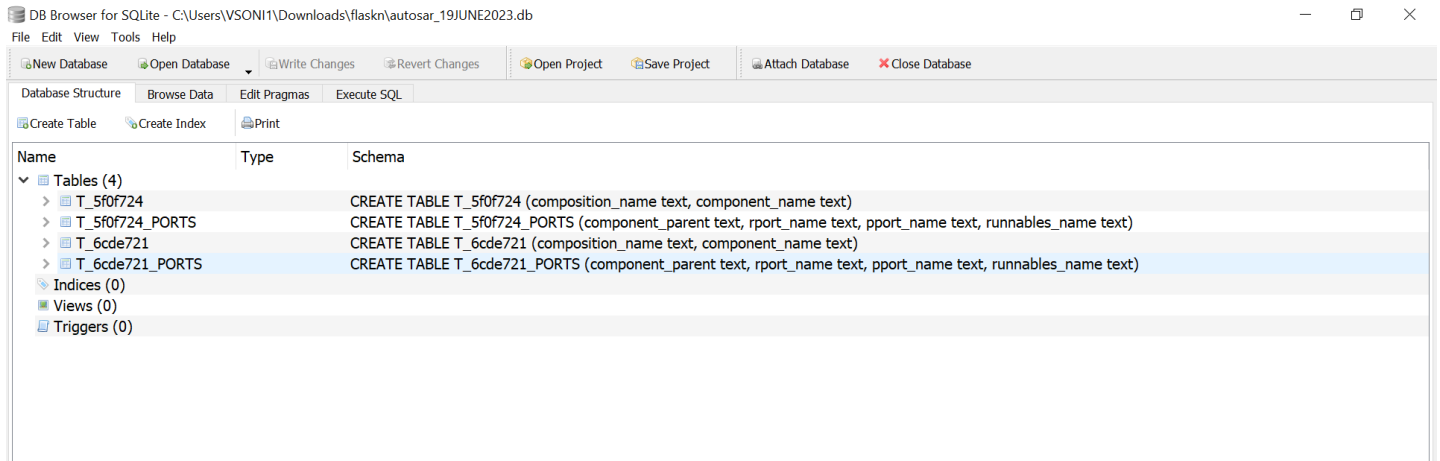 DB Browser for SQLite - C:\Users\VSONI1\Downloads\flaskn\autosar_19JUNE2023.db
File Edit View Tools Help
New Database Open Database Write Changes Revert Changes Open Project Save Project Attach Database Close Database
Database Structure Browse Data Edit Pragmas Execute SQL
Create Table Create Index Print
Name Type Schema
Tables (4)
T_5f0f724 CREATE TABLE T_5f0f724 (composition_name text, component_name text)
T_5f0f724_PORTS CREATE TABLE T_5f0f724_PORTS (component_parent text, rport_name text, pport_name text, runnables_name text)
T_6cde721 CREATE TABLE T_6cde721 (composition_name text, component_name text)
T_6cde721_PORTS CREATE TABLE T_6cde721_PORTS (component_parent text, rport_name text, pport_name text, runnables_name text)
Indices (0)
Views (0)
Triggers (0)